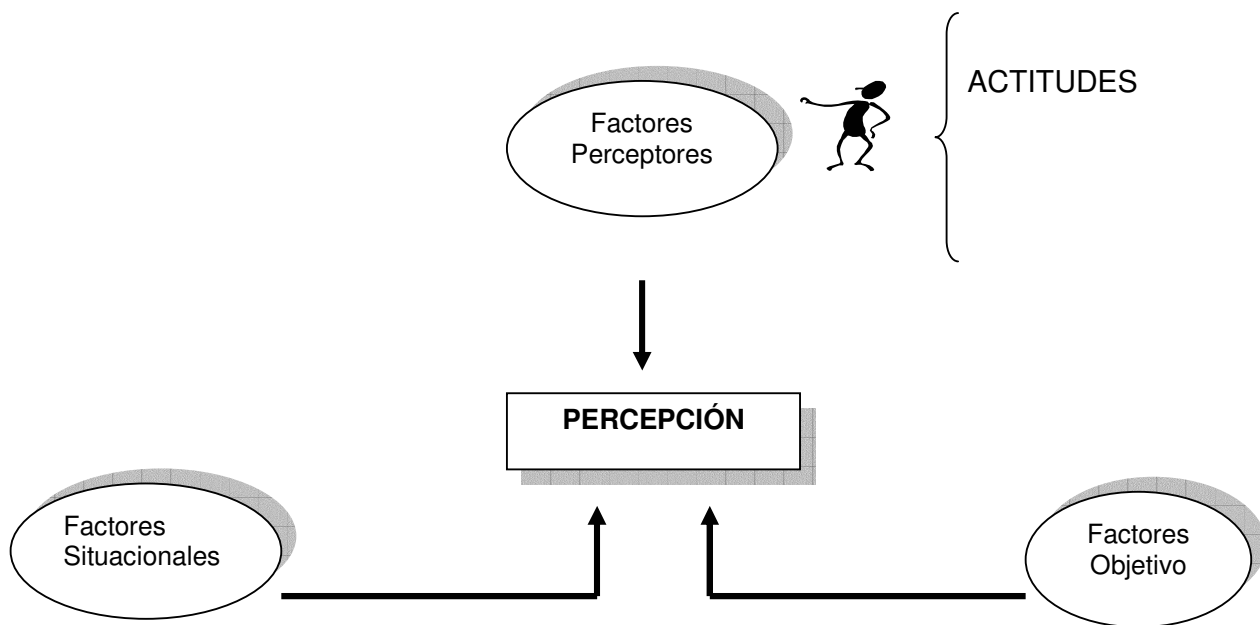 Factores
Perceptores
ACTITUDES
PERCEPCIÓN
Factores
Situacionales
Factores
Objetivo